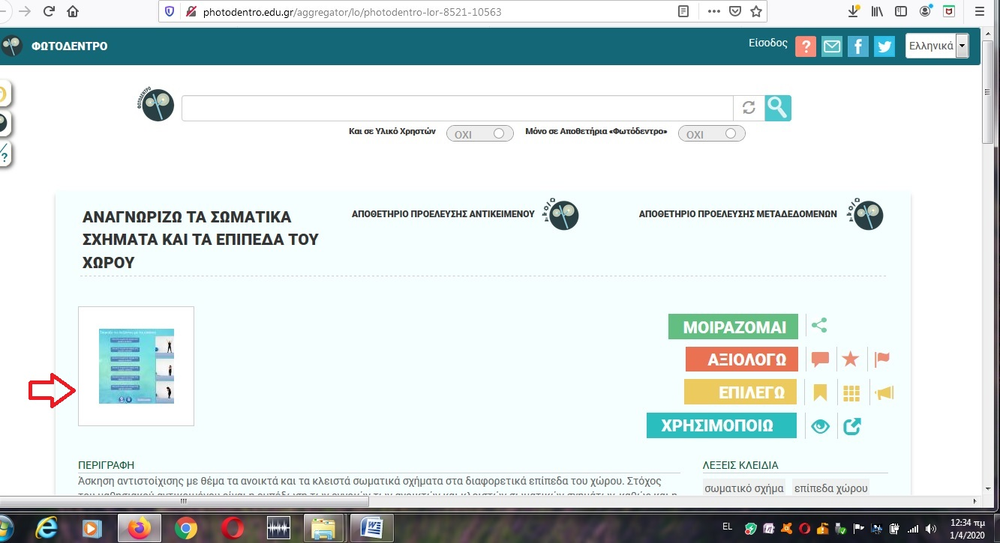 photodentro.edu.gr/aggregator/lo/photodentro-lor-8521-10563
ΦΩΤΟΔΕΝΤΡΟ
Είσοδος
Ελληνικά
Και σε Υλικό Χρηστών ΟΧΙ Μόνο σε Αποθετήρια «Φωτόδεντρο» ΟΧΙ
ΑΝΑΓΝΩΡΙΖΩ ΤΑ ΣΩΜΑΤΙΚΑ
ΣΧΗΜΑΤΑ ΚΑΙ ΤΑ ΕΠΙΠΕΔΑ ΤΟΥ
ΧΩΡΟΥ
ΑΠΟΘΕΤΗΡΙΟ ΠΡΟΕΛΕΥΣΗΣ ΑΝΤΙΚΕΙΜΕΝΟΥ
ΑΠΟΘΕΤΗΡΙΟ ΠΡΟΕΛΕΥΣΗΣ ΜΕΤΑΔΕΔΟΜΕΝΩΝ
ΜΟΙΡΑΖΟΜΑΙ
ΑΞΙΟΛΟΓΩ
ΕΠΙΛΕΓΩ
ΧΡΗΣΙΜΟΠΟΙΩ
ΠΕΡΙΓΡΑΦΗ
Άσκηση αντιστοίχισης με θέμα τα ανοικτά και τα κλειστά σωματικά σχήματα στα διαφορετικά επίπεδα του χώρου. Στόχος
ΛΕΞΕΙΣ ΚΛΕΙΔΙΑ
σωματικό σχήμα επίπεδα χώρου
EL
12:34 πμ
1/4/2020